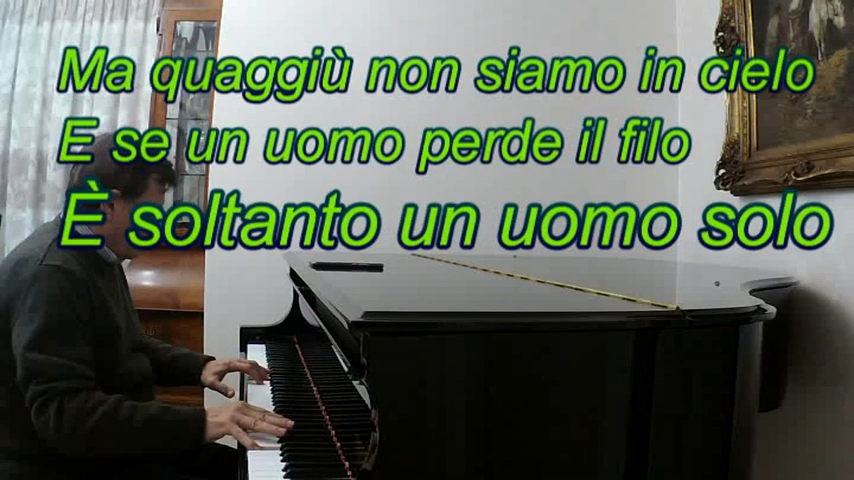 Ma quaggiù non siamo in cielo
E se un uomo perde il filo
È soltanto un uomo solo